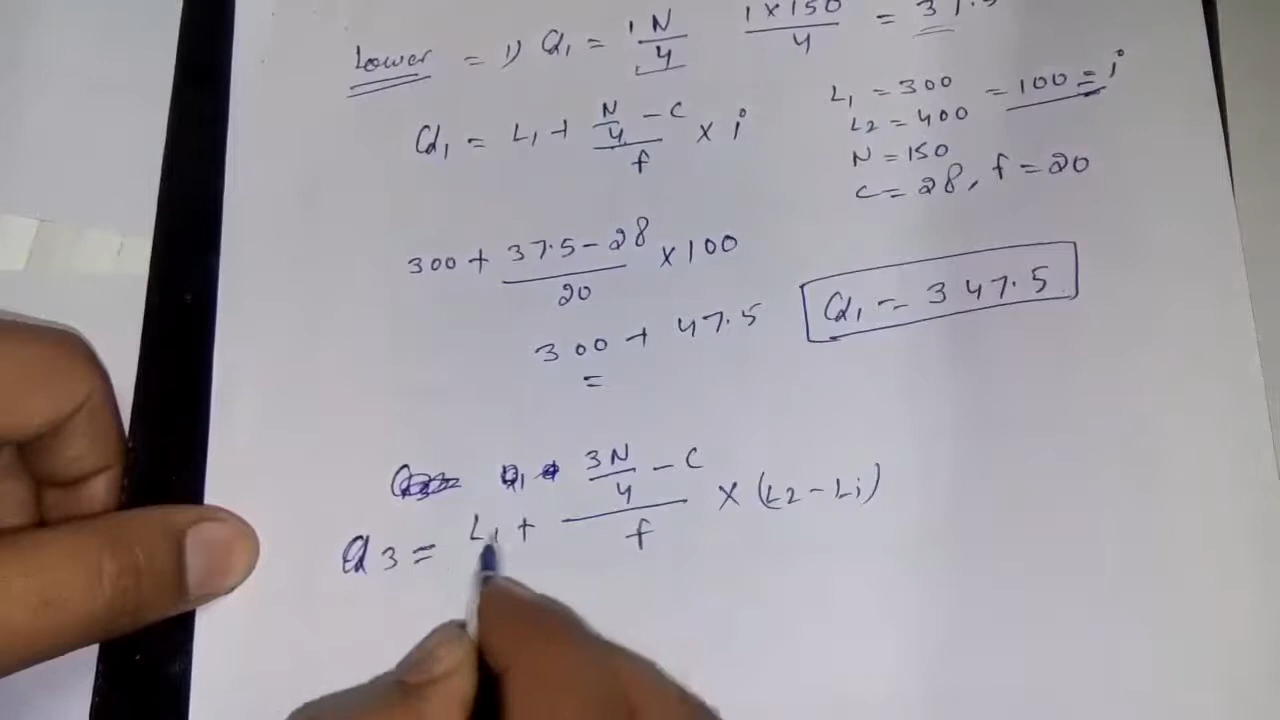 Lower = 1) Q1 = 1N/4 1 × 150/4 = 37.5
Q1 = L1 + N/4 - C/f × i
L1 = 300
L2 = 400 = 100 = i
N = 150
C = 28, f = 20
300 + 37.5 - 28/20 × 100
300 + 47.5
=
Q1 = 347.5
3N/4 - C
Q3 = L1 + f × (L2 - Li)